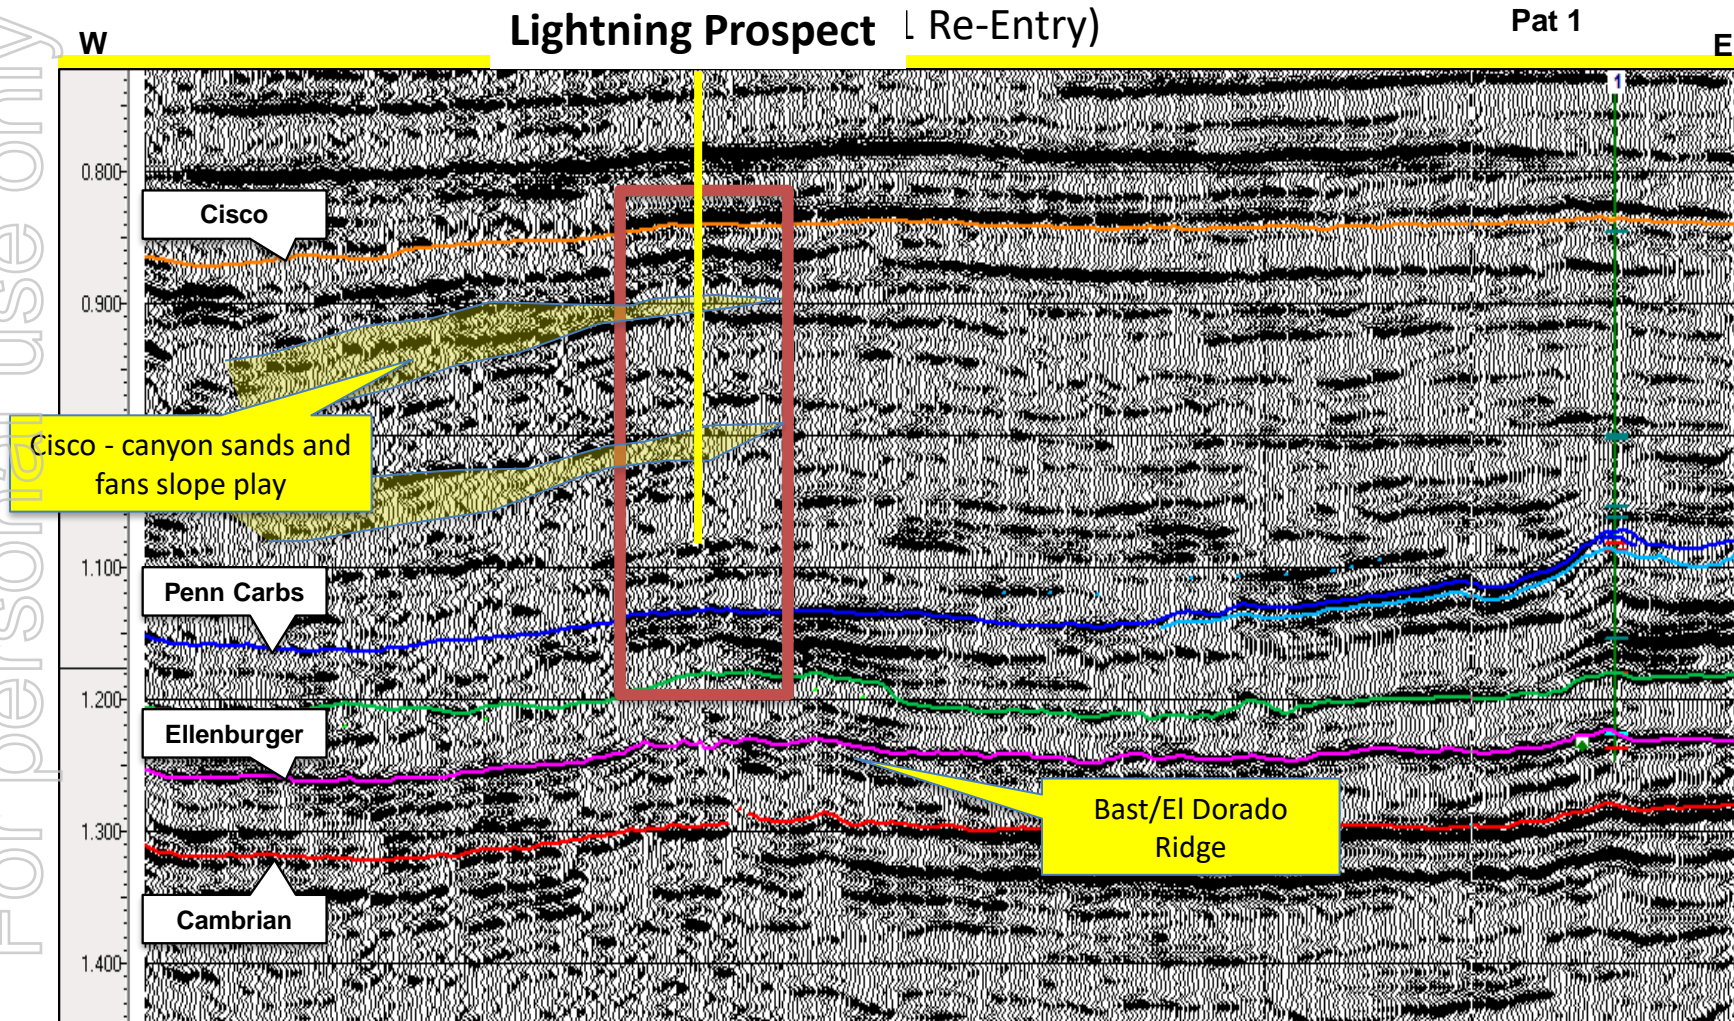 Lightning Prospect
1 Re-Entry)
Pat 1
W
E
1
0.800
Cisco
0.900
Cisco - canyon sands and
fans slope play
1.100
Penn Carbs
1.200
Ellenburger
Bast/El Dorado
Ridge
1.300
Cambrian
1.400
For personal use only